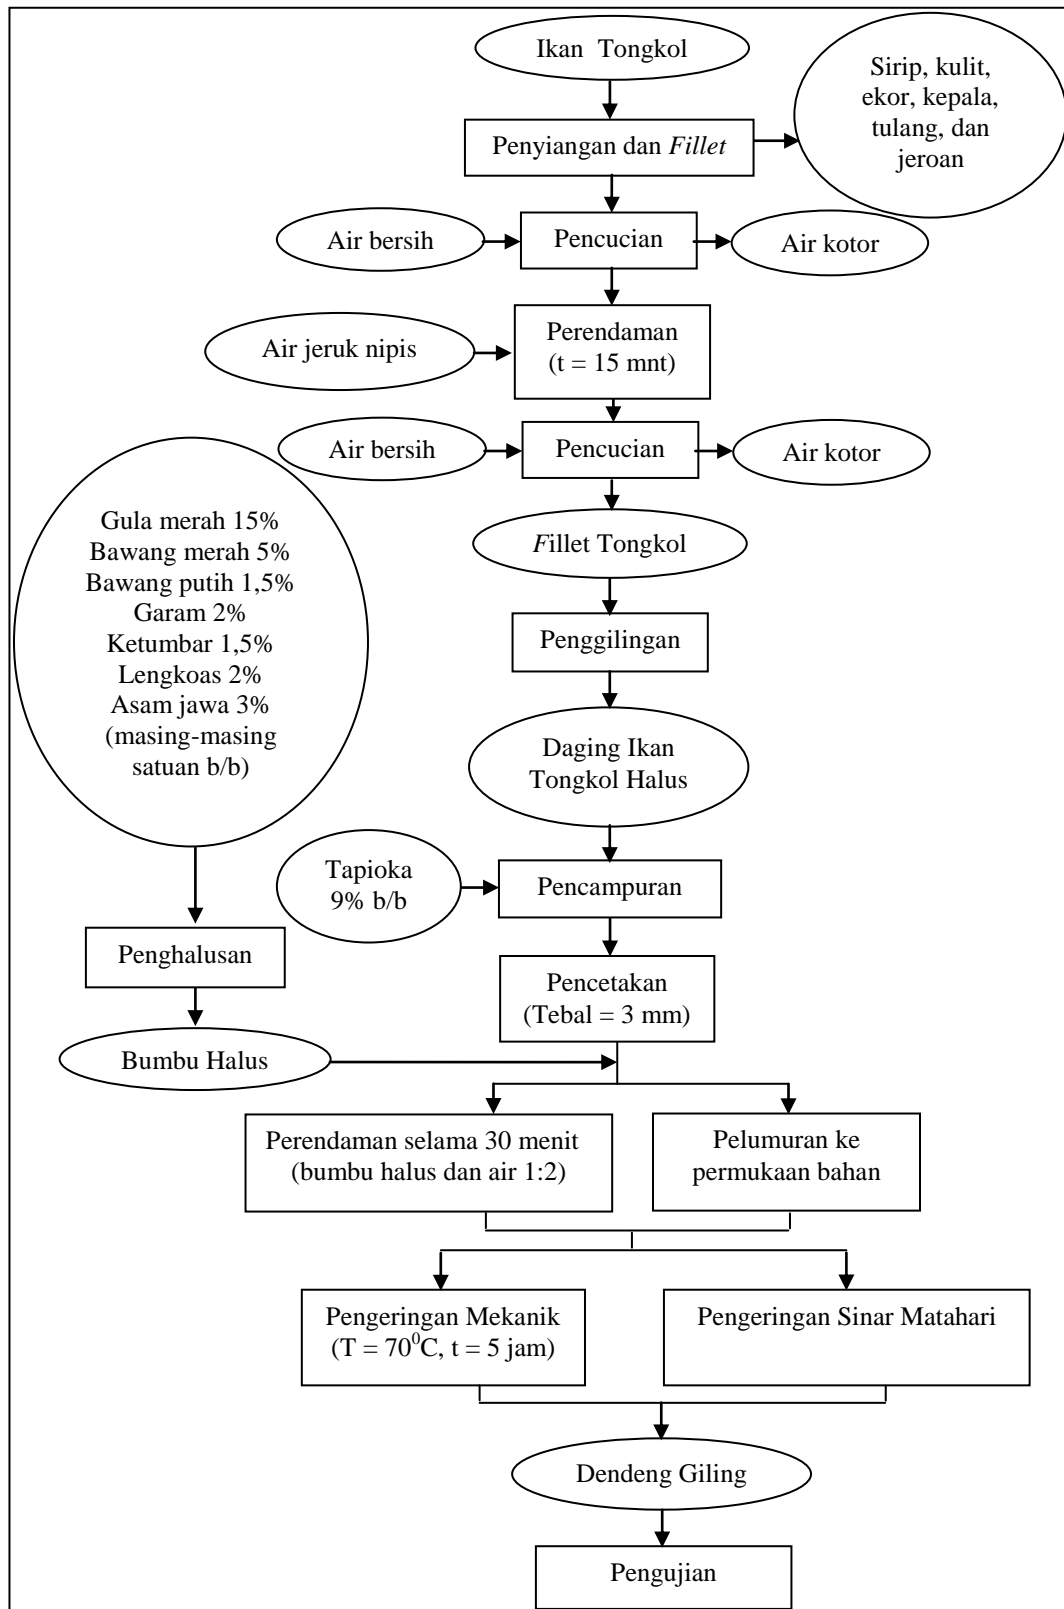 Ikan Tongkol
Sirip, kulit,
ekor, kepala,
tulang, dan
jeroan
Penyiangan dan Fillet
Air bersih
Pencucian
Air kotor
Air jeruk nipis
Perendaman
(t = 15 mnt)
Air bersih
Pencucian
Air kotor
Fillet Tongkol
Gula merah 15%
Bawang merah 5%
Bawang putih 1,5%
Garam 2%
Ketumbar 1,5%
Lengkoas 2%
Asam jawa 3%
(masing-masing
satuan b/b)
Penggilingan
Daging Ikan
Tongkol Halus
Tapioka
9% b/b
Pencampuran
Penghalusan
Pencetakan
(Tebal = 3 mm)
Bumbu Halus
Perendaman selama 30 menit
(bumbu halus dan air 1:2)
Pelumuran ke
permukaan bahan
Pengeringan Mekanik
(T = 70⁰C, t = 5 jam)
Pengeringan Sinar Matahari
Dendeng Giling
Pengujian